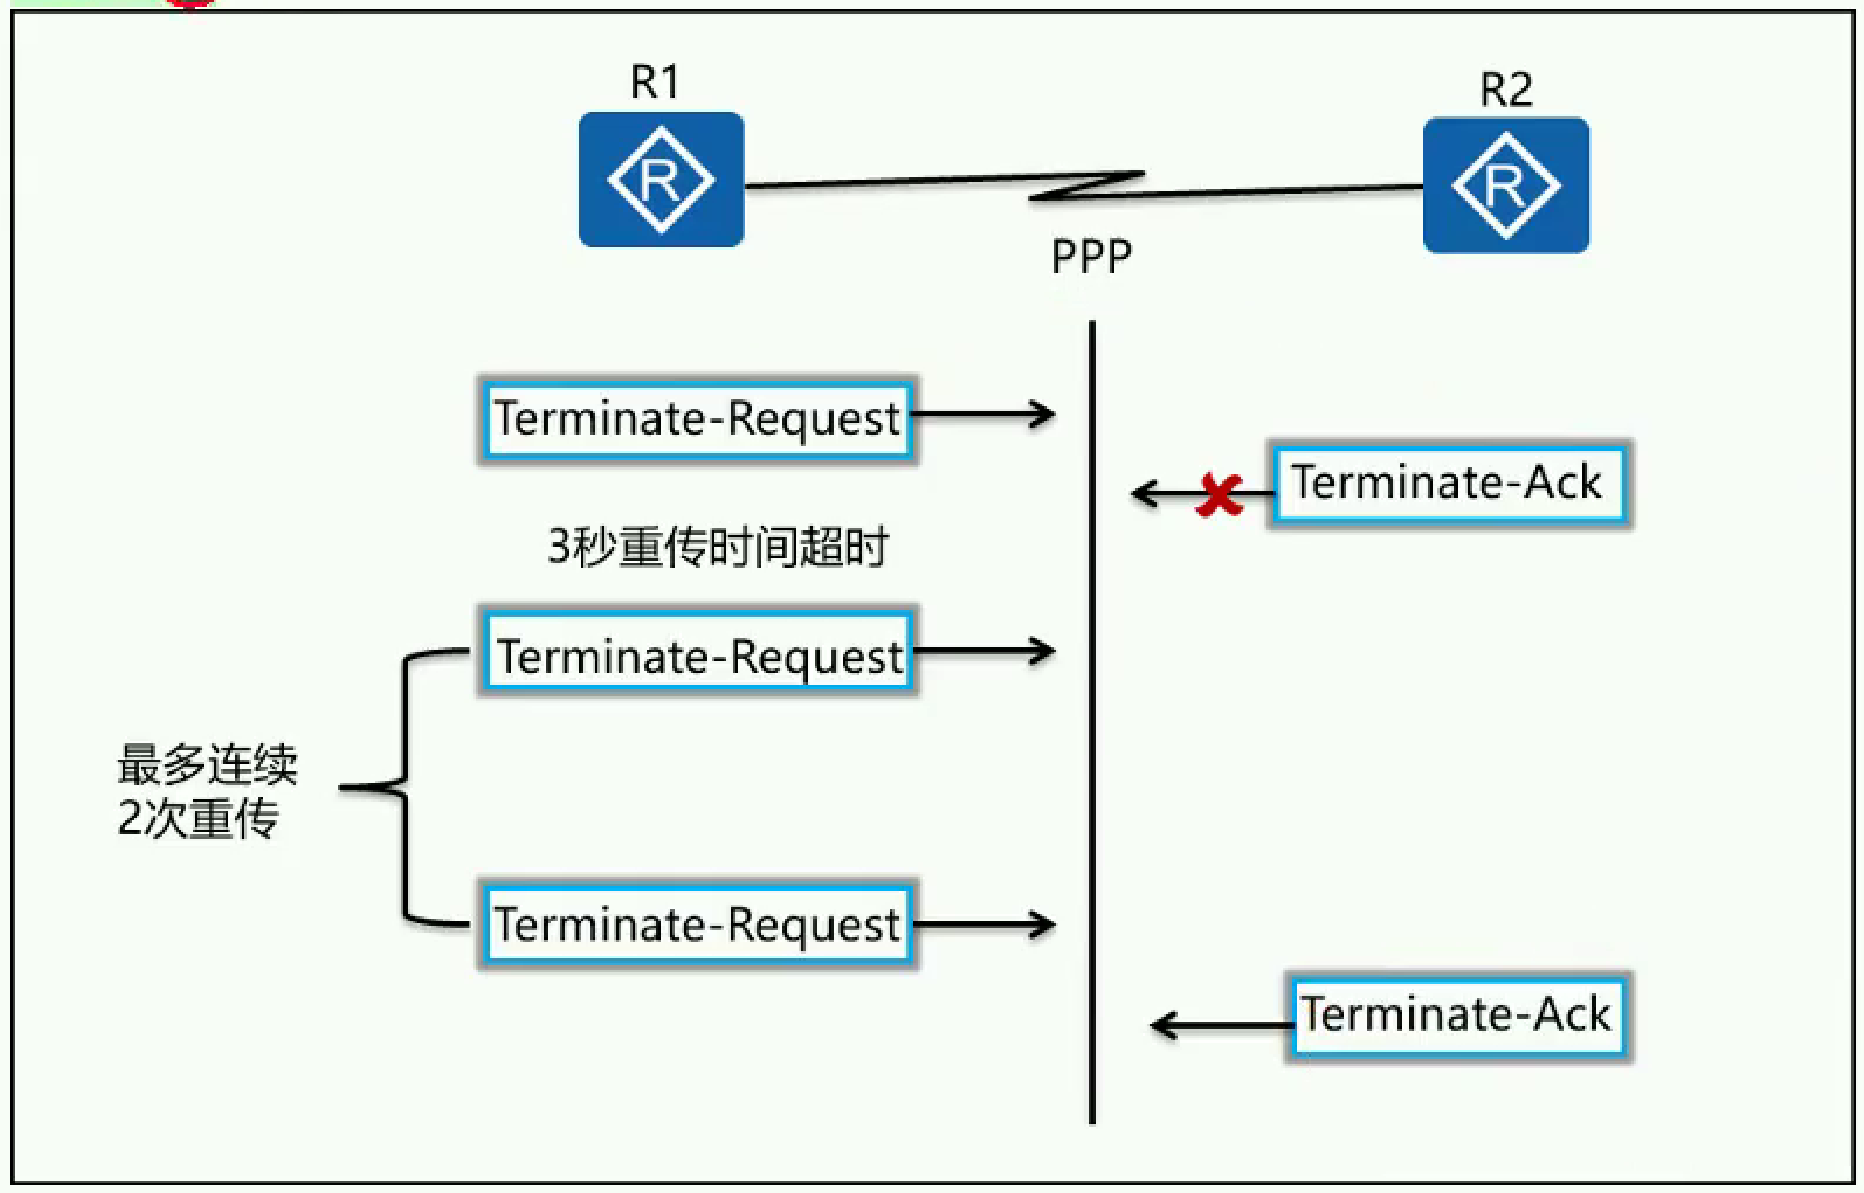 R1
R2
R
R
PPP
Terminate-Request
Terminate-Ack
3秒重传时间超时
Terminate-Request
最多连续
2次重传
Terminate-Request
Terminate-Ack